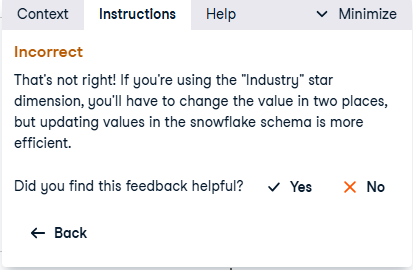 Context Instructions Help Minimize
Incorrect
That's not right! If you're using the "Industry" star
dimension, you'll have to change the value in two places,
but updating values in the snowflake schema is more
efficient.
Did you find this feedback helpful? Yes No
Back